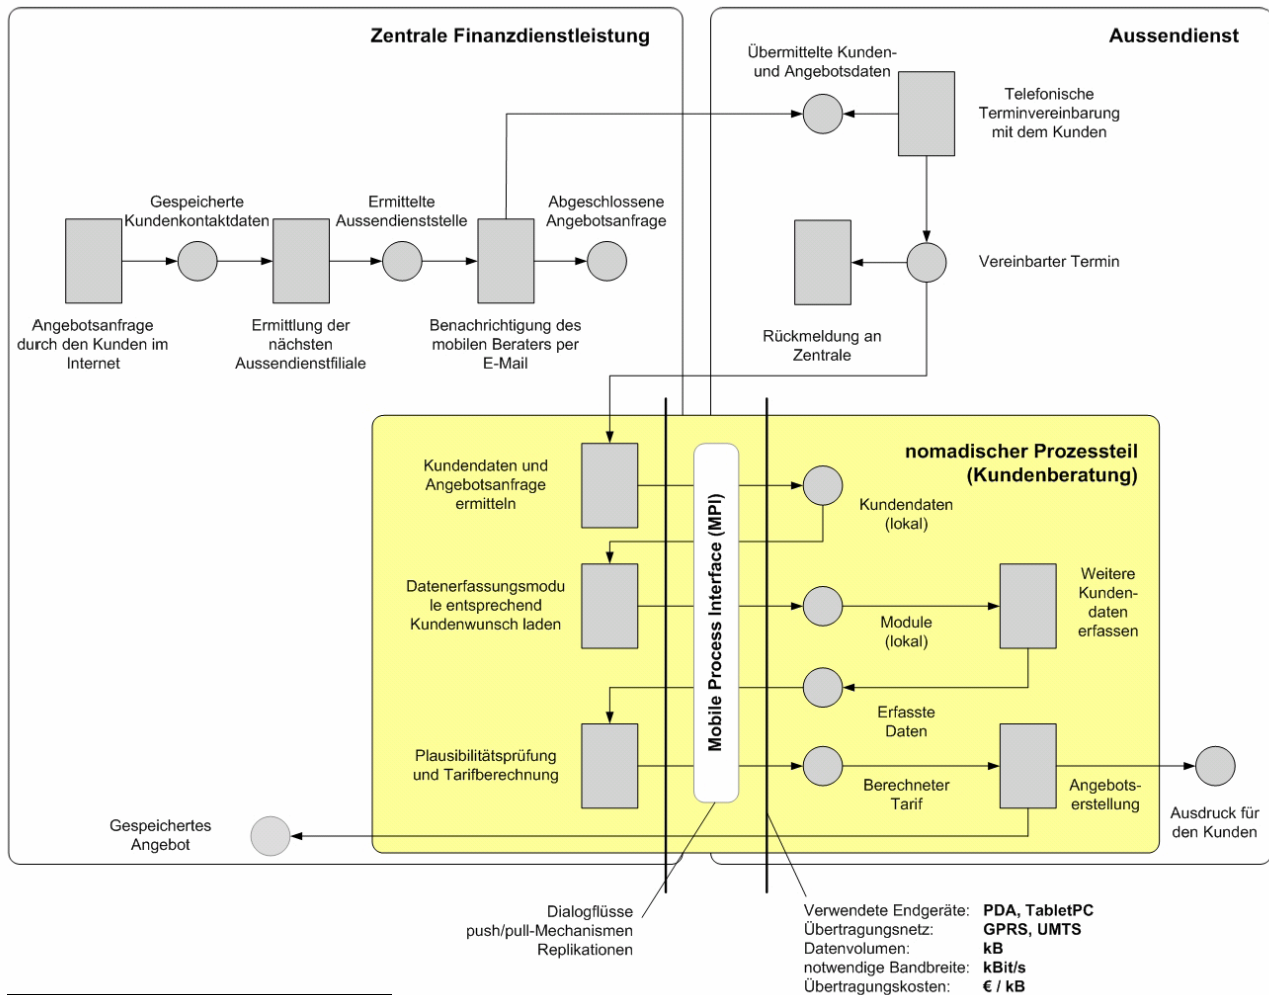 Zentrale Finanzdienstleistung
Aussendienst
Übermittelte Kunden-
und Angebotsdaten
Telefonische
Terminvereinbarung
mit dem Kunden
Gespeicherte
Kundenkontaktdaten
Ermittelte
Aussendienststelle
Abgeschlossene
Angebotsanfrage
Vereinbarter Termin
Angebotsanfrage
durch den Kunden im
Internet
Ermittlung der
nächsten
Aussendienstfiliale
Benachrichtigung des
mobilen Beraters per
E-Mail
Rückmeldung an
Zentrale
nomadischer Prozessteil
(Kundenberatung)
Kundendaten und
Angebotsanfrage
ermitteln
Kundendaten
(lokal)
Mobile Process Interface (MPI)
Datenerfassungsmodu
le entsprechend
Kundenwunsch laden
Module
(lokal)
Weitere
Kunden-
daten
erfassen
Erfasste
Daten
Plausibilitätsprüfung
und Tarifberechnung
Berechneter
Tarif
Angebots-
erstellung
Ausdruck für
den Kunden
Gespeichertes
Angebot
Dialogflüsse
push/pull-Mechanismen
Replikationen
Verwendete Endgeräte: PDA, TabletPC
Übertragungsnetz: GPRS, UMTS
Datenvolumen: kB
notwendige Bandbreite: kBit/s
Übertragungskosten: € / kB